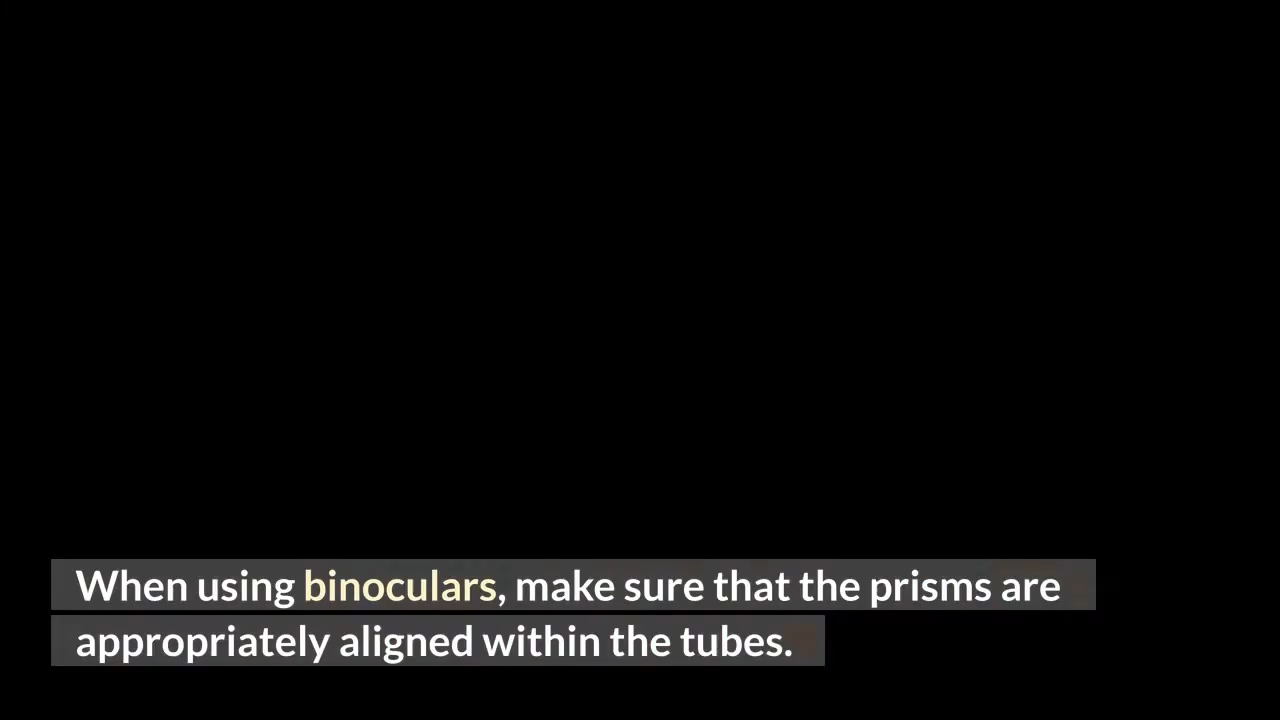 When using binoculars, make sure that the prisms are
appropriately aligned within the tubes.